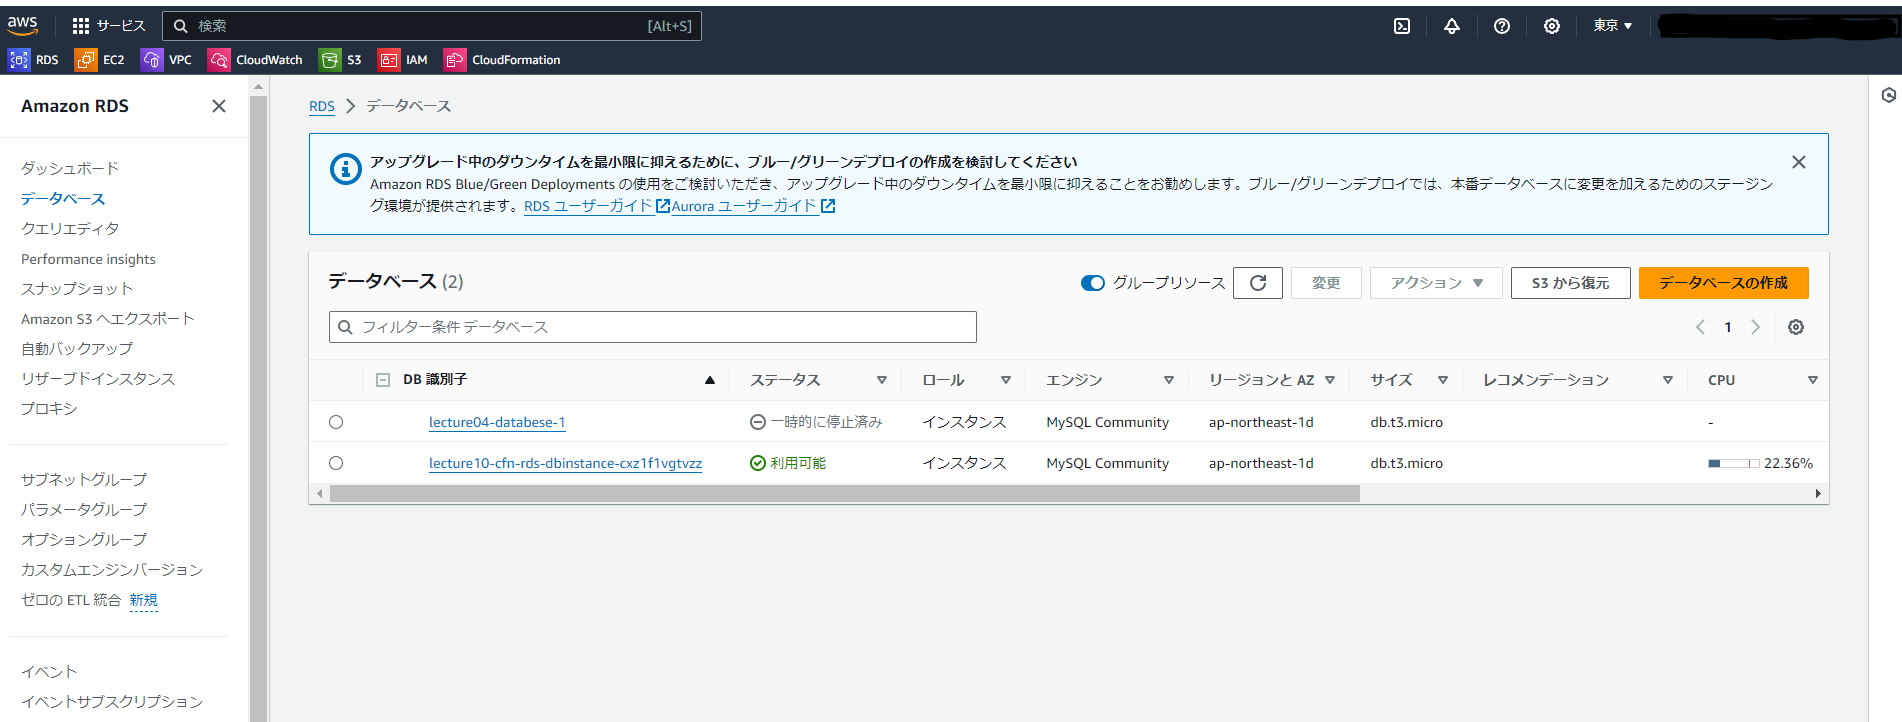 aws
サービス
検索
[Alt+S]
東京 ▼
RDS
EC2
VPC
CloudWatch
S3
IAM
CloudFormation
Amazon RDS
ダッシュボード
データベース
クエリエディタ
Performance insights
スナップショット
Amazon S3 へエクスポート
自動バックアップ
リザーブドインスタンス
プロキシ
サブネットグループ
パラメータグループ
オプショングループ
カスタムエンジンバージョン
ゼロの ETL 統合 新規
イベント
イベントサブスクリプション
RDS > データベース
アップグレード中のダウンタイムを最小限に抑えるために、ブルー/グリーンデプロイの作成を検討してください
Amazon RDS Blue/Green Deployments の使用をご検討いただき、アップグレード中のダウンタイムを最小限に抑えることをお勧めします。ブルー/グリーンデプロイでは、本番データベースに変更を加えるためのステージン
グ環境が提供されます。RDS ユーザーガイド Aurora ユーザーガイド
データベース (2)
グループリソース
変更
アクション ▼
S3 から復元
データベースの作成
フィルター条件 データベース
1
DB 識別子 ステータス ロール エンジン リージョンと AZ サイズ レコメンデーション CPU
lecture04-databese-1 一時的に停止済み インスタンス MySQL Community ap-northeast-1d db.t3.micro -
lecture10-cfn-rds-dbinstance-cxz1f1vgtvzz 利用可能 インスタンス MySQL Community ap-northeast-1d db.t3.micro 22.36%